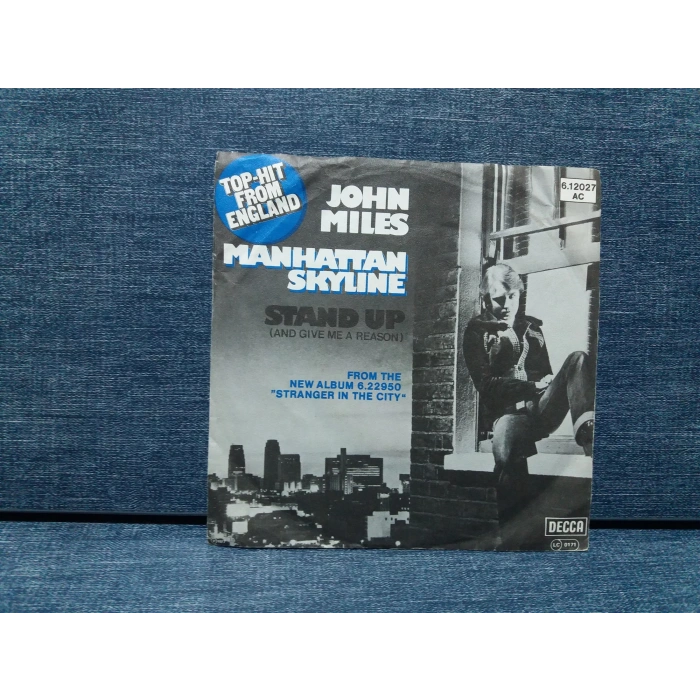 TOP-HIT
FROM
ENGLAND
JOHN
MILES
6.12027
AC
MANHATTAN
SKYLINE
STAND UP
(AND GIVE ME A REASON)
FROM THE
NEW ALBUM 6.22950
"STRANGER IN THE CITY"
DECCA
LC 0171